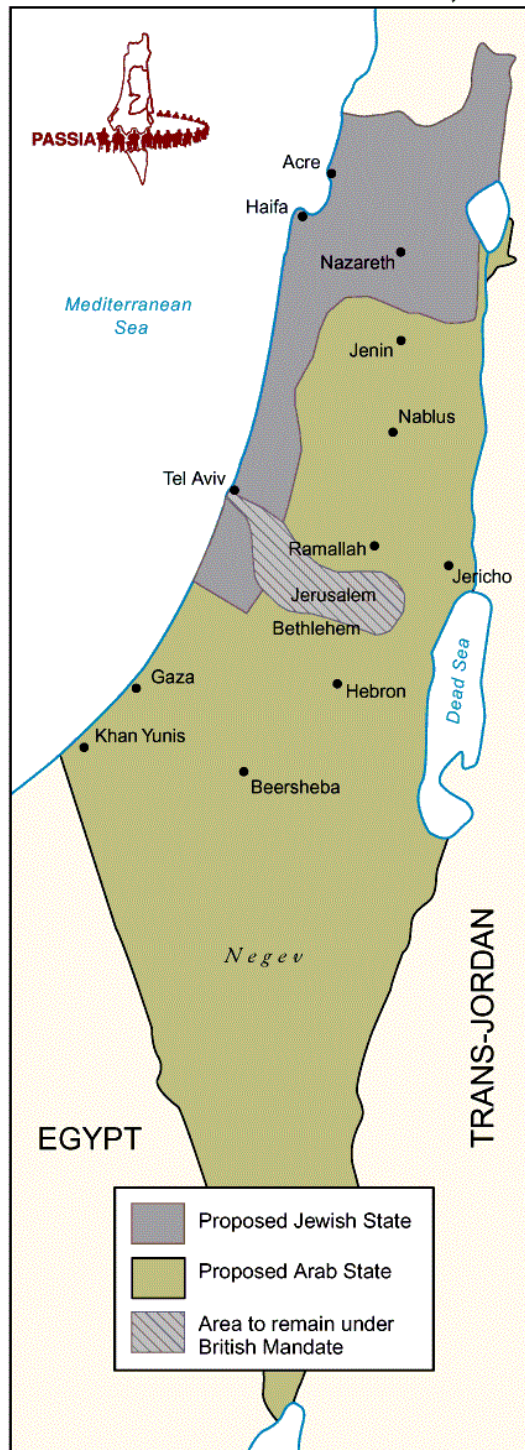 PASSIA
Acre
Haifa
Nazareth
Mediterranean
Sea
Jenin
Nablus
Tel Aviv
Ramallah
Jericho
Jerusalem
Bethlehem
Dead Sea
Gaza
Hebron
Khan Yunis
Beersheba
Negev
TRANS-JORDAN
EGYPT
Proposed Jewish State
Proposed Arab State
Area to remain under
British Mandate